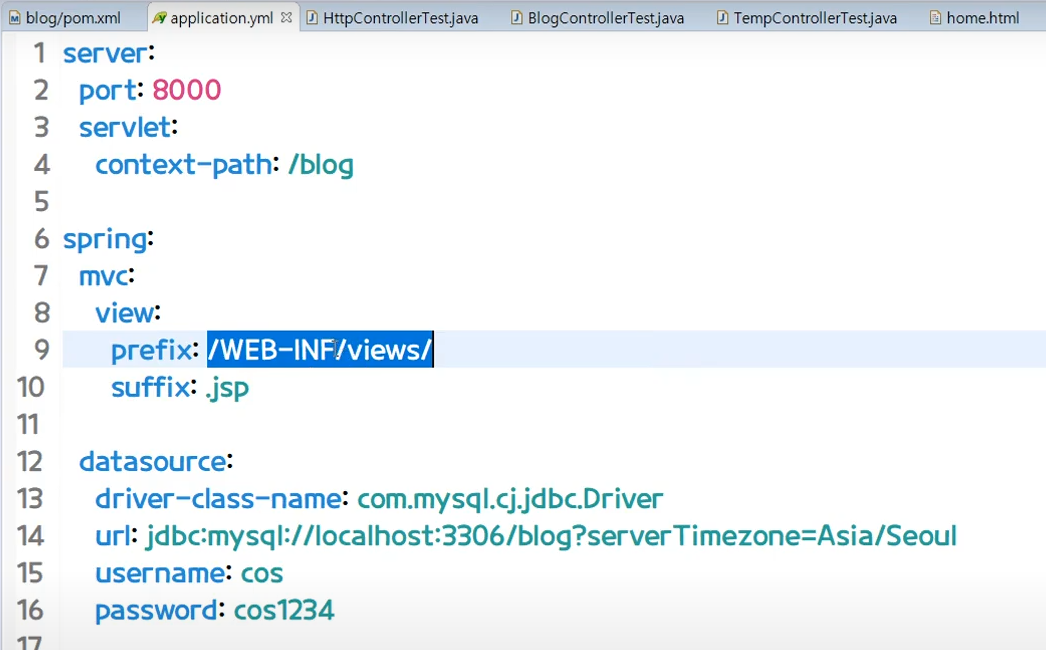 blog/pom.xml application.yml HttpControllerTest.java BlogControllerTest.java TempControllerTest.java home.html
1 server:
2 port: 8000
3 servlet:
4 context-path: /blog
5
6 spring:
7 mvc:
8 view:
9 prefix: /WEB-INF/views/
10 suffix: .jsp
11
12 datasource:
13 driver-class-name: com.mysql.cj.jdbc.Driver
14 url: jdbc:mysql://localhost:3306/blog?serverTimezone=Asia/Seoul
15 username: cos
16 password: cos1234
17